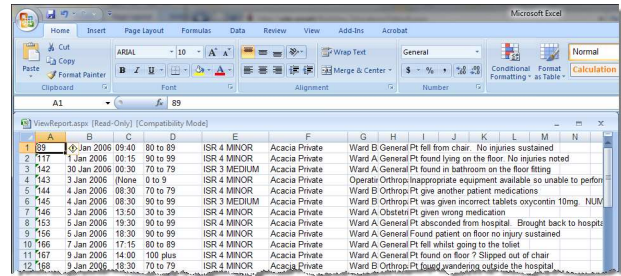 Microsoft Excel
Home Insert Page Layout Formulas Data Review View Add-Ins Acrobat
Cut
Copy
Format Painter
Paste
Clipboard
ARIAL 10 A A
B I U A
Font
Wrap Text
Merge & Center
Alignment
General
$ % ,
Number
Conditional Formatting
Format as Table
Normal
Calculation
A1 fx 89
ViewReport.aspx [Read-Only] [Compatibility Mode]
A B C D E F G H I J K L M N
1 89 Jan 2006 09:40 80 to 89 ISR 4 MINOR Acacia Private Ward B General Pt fell from chair. No injuries sustained
2 117 1 Jan 2006 00:15 80 to 89 ISR 4 MINOR Acacia Private Ward A General Pt found lying on the floor. No injuries noted
3 142 30 Jan 2006 00:30 70 to 79 ISR 3 MEDIUM Acacia Private Ward A General Pt found in bathroom on the floor fitting
4 143 3 Jan 2006 (None 0 to 9 ISR 4 MINOR Acacia Private Operatin Orthrop Inappropriate equipment available so unable to perform
5 144 4 Jan 2006 08:30 70 to 79 ISR 4 MINOR Acacia Private Ward B Orthrop Pt give another patient medications
6 145 4 Jan 2006 08:30 70 to 79 ISR 3 MEDIUM Acacia Private Ward B Orthrop Pt was given incorrect tablets oxycontin 10mg. NUM
7 146 3 Jan 2006 13:50 30 to 39 ISR 4 MINOR Acacia Private Ward A Obstetri Pt given wrong medication
8 153 5 Jan 2006 19:30 90 to 99 ISR 4 MINOR Acacia Private Ward A General Pt absconded from hospital. Brought back to hospita
9 156 6 Jan 2006 18:30 90 to 99 ISR 4 MINOR Acacia Private Ward A General Found patient on floor no injury sustained
10 166 7 Jan 2006 17:15 80 to 89 ISR 4 MINOR Acacia Private Ward A General Pt fell whilst going to the toliet
11 167 9 Jan 2006 14:00 100 plus ISR 4 MINOR Acacia Private Ward A General Pt found on floor ? Slipped out of chair
12 168 9 Jan 2006 18:30 70 to 79 ISR 4 MINOR Acacia Private Ward B Orthrop Pt found wandering outside the hospital